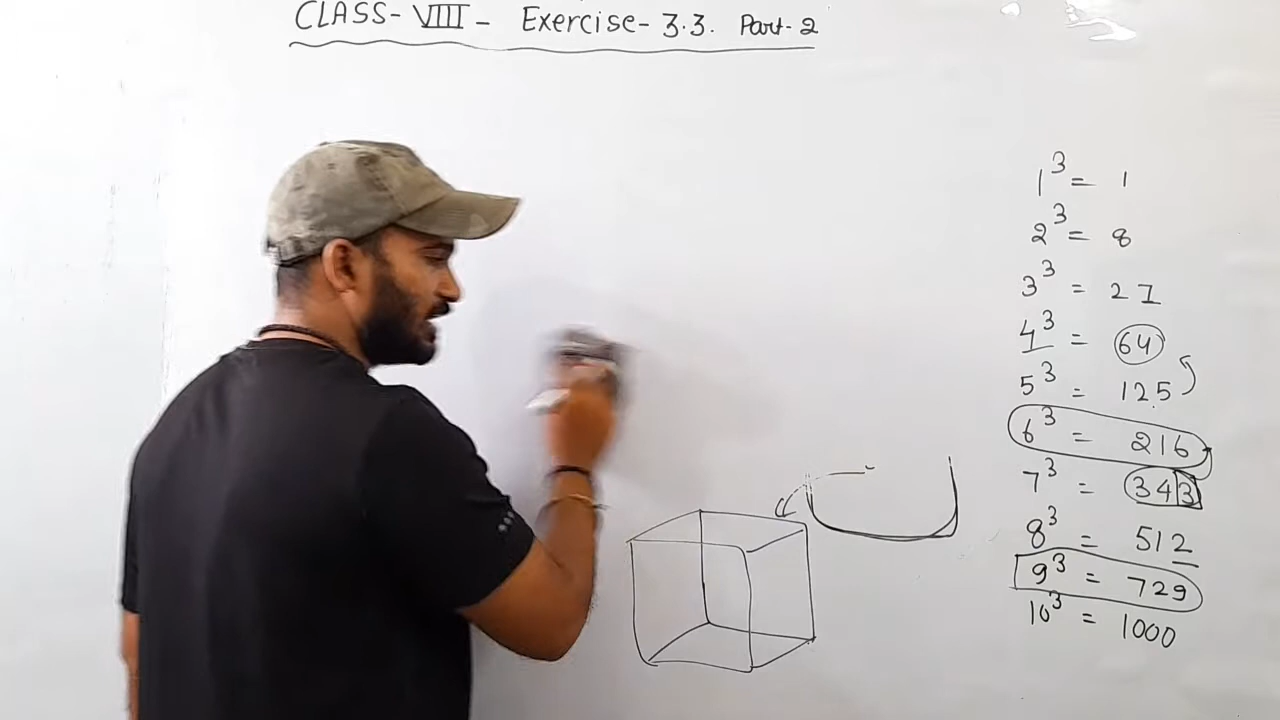 CLASS-VIII - Exercise-3.3. Part-2
1³ = 1
2³ = 8
3³ = 27
4³ = 64
5³ = 125
6³ = 216
7³ = 343
8³ = 512
9³ = 729
10³ = 1000